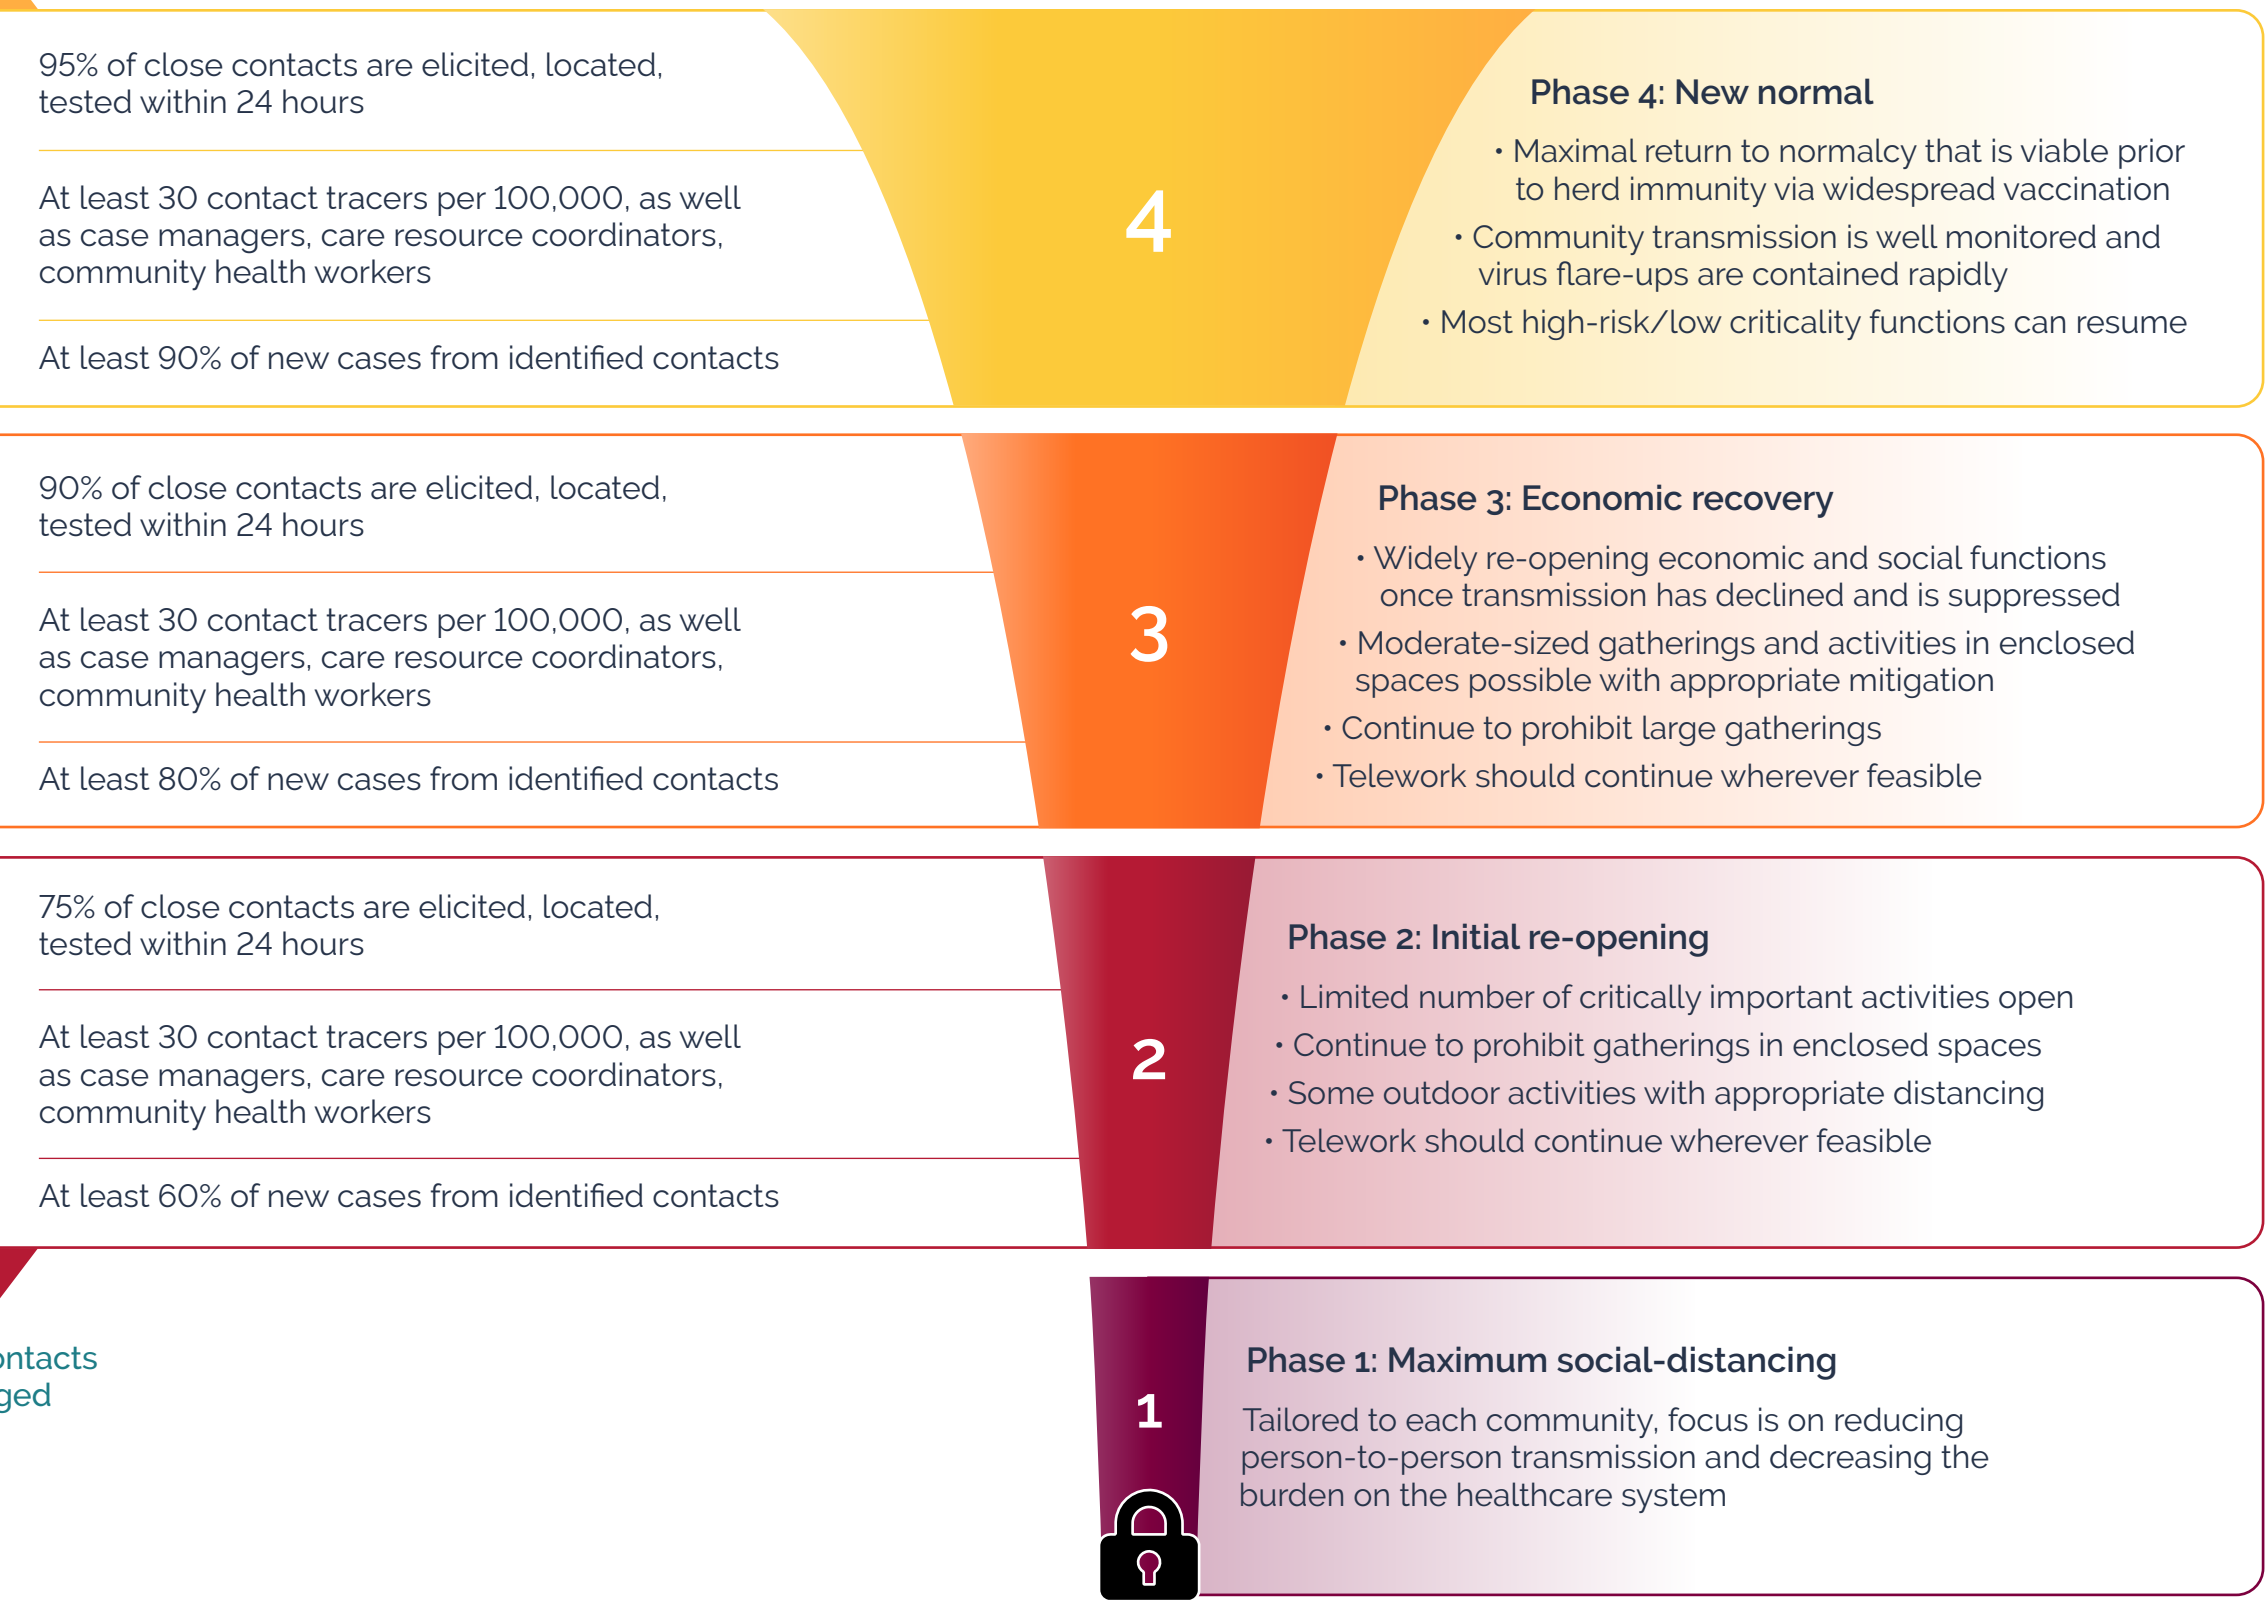 95% of close contacts are elicited, located,
tested within 24 hours
At least 30 contact tracers per 100,000, as well
as case managers, care resource coordinators,
community health workers
At least 90% of new cases from identified contacts
4
Phase 4: New normal
• Maximal return to normalcy that is viable prior
to herd immunity via widespread vaccination
• Community transmission is well monitored and
virus flare-ups are contained rapidly
• Most high-risk/low criticality functions can resume
90% of close contacts are elicited, located,
tested within 24 hours
At least 30 contact tracers per 100,000, as well
as case managers, care resource coordinators,
community health workers
At least 80% of new cases from identified contacts
3
Phase 3: Economic recovery
• Widely re-opening economic and social functions
once transmission has declined and is suppressed
• Moderate-sized gatherings and activities in enclosed
spaces possible with appropriate mitigation
• Continue to prohibit large gatherings
• Telework should continue wherever feasible
75% of close contacts are elicited, located,
tested within 24 hours
At least 30 contact tracers per 100,000, as well
as case managers, care resource coordinators,
community health workers
At least 60% of new cases from identified contacts
2
Phase 2: Initial re-opening
• Limited number of critically important activities open
• Continue to prohibit gatherings in enclosed spaces
• Some outdoor activities with appropriate distancing
• Telework should continue wherever feasible
1
Phase 1: Maximum social-distancing
Tailored to each community, focus is on reducing
person-to-person transmission and decreasing the
burden on the healthcare system